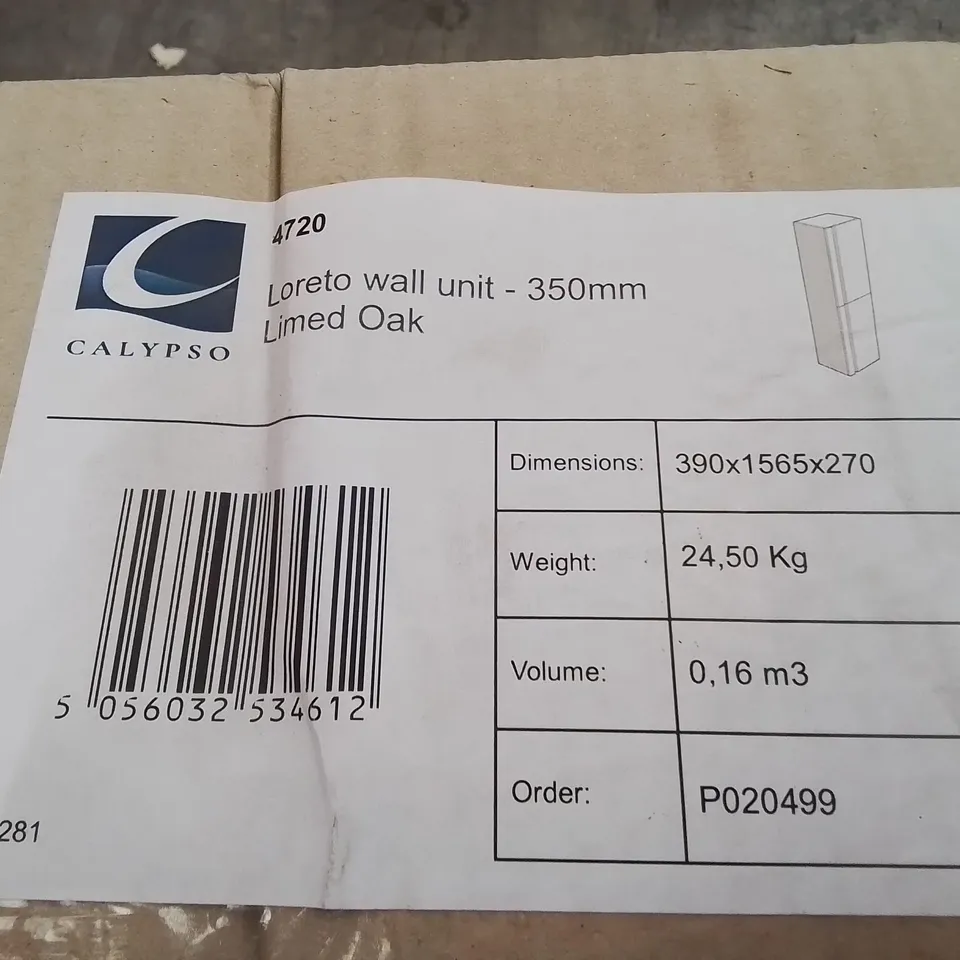 4720
Loreto wall unit - 350mm
Limed Oak
CALYPSO
Dimensions: 390x1565x270
Weight: 24,50 Kg
Volume: 0,16 m3
Order: P020499
5 056032 534612
281